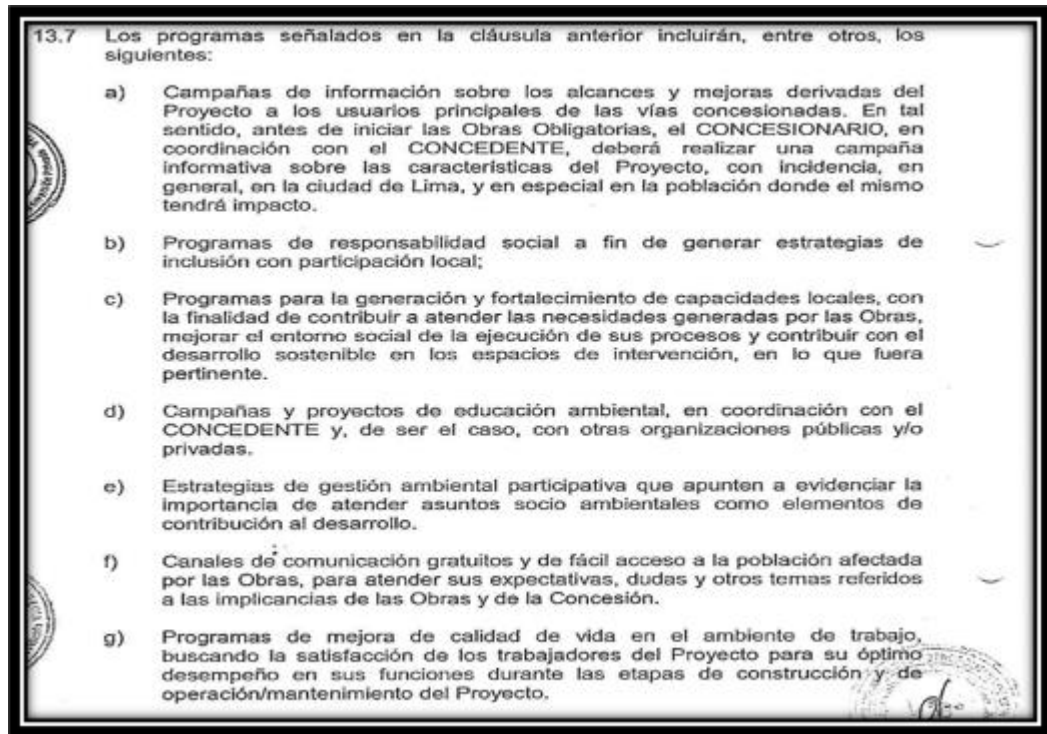 13.7 Los programas señalados en la cláusula anterior incluirán, entre otros, los
siguientes:
a) Campañas de información sobre los alcances y mejoras derivadas del
Proyecto a los usuarios principales de las vías concesionadas. En tal
sentido, antes de iniciar las Obras Obligatorias, el CONCESIONARIO, en
coordinación con el CONCEDENTE, deberá realizar una campaña
informativa sobre las características del Proyecto, con incidencia, en
general, en la ciudad de Lima, y en especial en la población donde el mismo
tendrá impacto.
b) Programas de responsabilidad social a fin de generar estrategias de
inclusión con participación local;
c) Programas para la generación y fortalecimiento de capacidades locales, con
la finalidad de contribuir a atender las necesidades generadas por las Obras,
mejorar el entorno social de la ejecución de sus procesos y contribuir con el
desarrollo sostenible en los espacios de intervención, en lo que fuera
pertinente.
d) Campañas y proyectos de educación ambiental, en coordinación con el
CONCEDENTE y, de ser el caso, con otras organizaciones públicas y/o
privadas.
e) Estrategias de gestión ambiental participativa que apunten a evidenciar la
importancia de atender asuntos socio ambientales como elementos de
contribución al desarrollo.
f) Canales de comunicación gratuitos y de fácil acceso a la población afectada
por las Obras, para atender sus expectativas, dudas y otros temas referidos
a las implicancias de las Obras y de la Concesión.
g) Programas de mejora de calidad de vida en el ambiente de trabajo,
buscando la satisfacción de los trabajadores del Proyecto para su óptimo
desempeño en sus funciones durante las etapas de construcción y de
operación/mantenimiento del Proyecto.